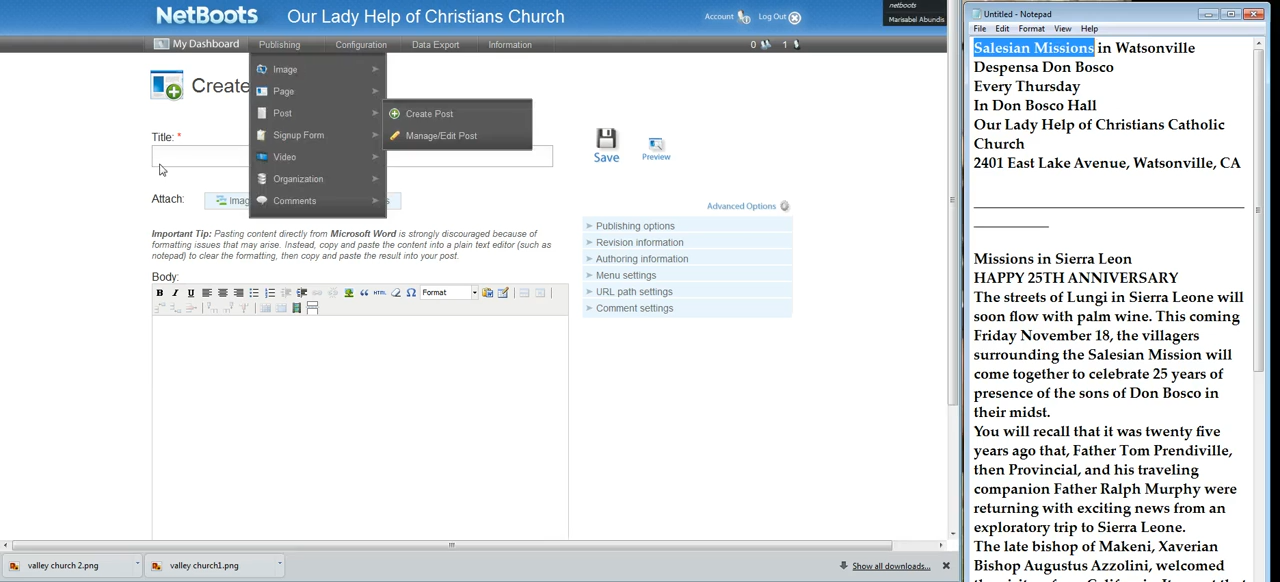 NetBoots
Our Lady Help of Christians Church
Account
Log Out
netboots
Marisabel Abundis
My Dashboard
Publishing
Configuration
Data Export
Information
0
1
Image
Page
Post
Signup Form
Video
Organization
Comments
Create Post
Manage/Edit Post
Create
Title: *
Attach:
Imag
s
Save
Preview
Important Tip: Pasting content directly from Microsoft Word is strongly discouraged because of
formatting issues that may arise. Instead, copy and paste the content into a plain text editor (such as
notepad) to clear the formatting, then copy and paste the result into your post.
Body:
B I U
HTML
Format
Advanced Options
Publishing options
Revision information
Authoring information
Menu settings
URL path settings
Comment settings
valley church 2.png
valley church1.png
Show all downloads...
Untitled - Notepad
File Edit Format View Help
Salesian Missions in Watsonville
Despensa Don Bosco
Every Thursday
In Don Bosco Hall
Our Lady Help of Christians Catholic
Church
2401 East Lake Avenue, Watsonville, CA
Missions in Sierra Leon
HAPPY 25TH ANNIVERSARY
The streets of Lungi in Sierra Leone will
soon flow with palm wine. This coming
Friday November 18, the villagers
surrounding the Salesian Mission will
come together to celebrate 25 years of
presence of the sons of Don Bosco in
their midst.
You will recall that it was twenty five
years ago that, Father Tom Prendiville,
then Provincial, and his traveling
companion Father Ralph Murphy were
returning with exciting news from an
exploratory trip to Sierra Leone.
The late bishop of Makeni, Xaverian
Bishop Augustus Azzolini, welcomed